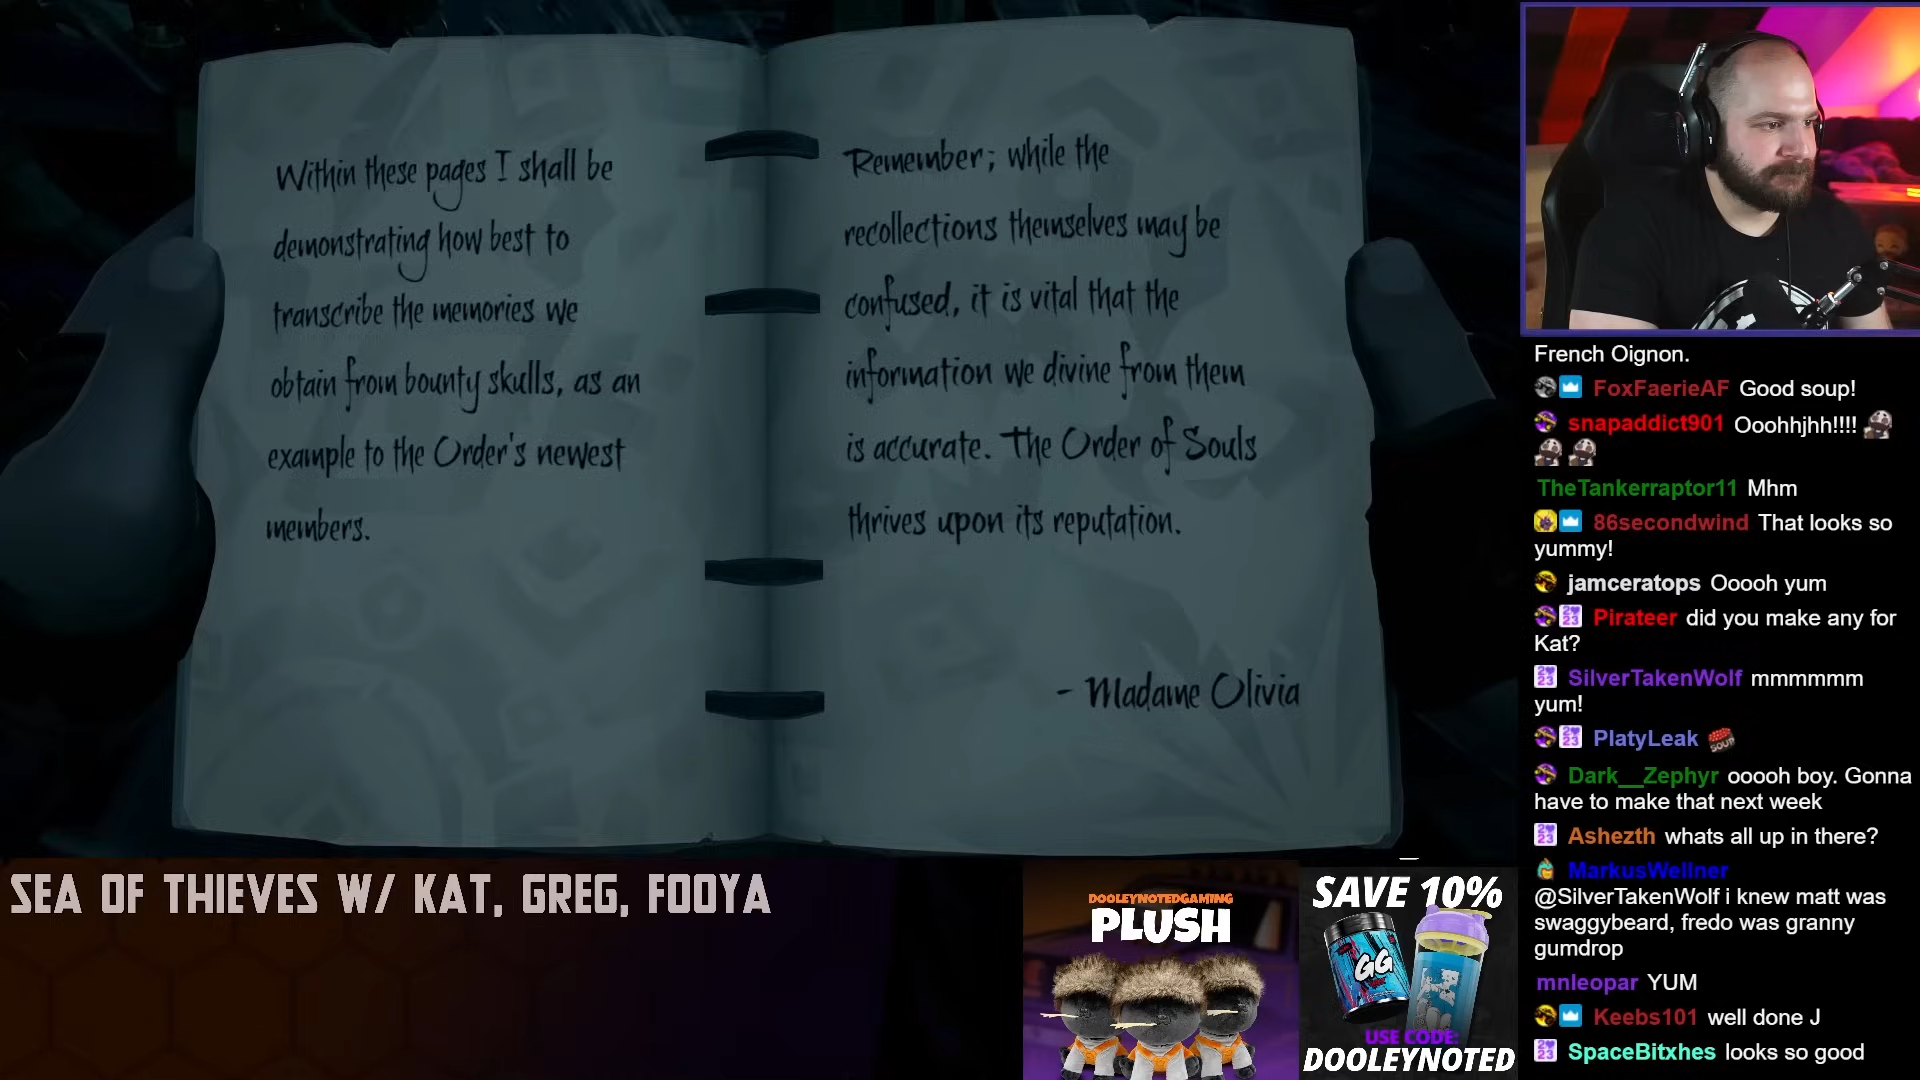 Within these pages I shall be
demonstrating how best to
transcribe the memories we
obtain from bounty skulls, as an
example to the Order's newest
members.
Remember; while the
recollections themselves may be
confused, it is vital that the
information we divine from them
is accurate. The Order of Souls
thrives upon its reputation.
- Madame Olivia
French Oignon.
FoxFaerieAF Good soup!
snapaddict901 Ooohhjhh!!!!
TheTankerraptor11 Mhm
86secondwind That looks so
yummy!
jamceratops Ooooh yum
Pirateer did you make any for
Kat?
SilverTakenWolf mmmmmm
yum!
PlatyLeak
SOUP
Dark__Zephyr ooooh boy. Gonna
have to make that next week
Ashezth whats all up in there?
MarkusWellner
@SilverTakenWolf i knew matt was
swaggybeard, fredo was granny
gumdrop
mnleopar YUM
Keebs101 well done J
SpaceBitxhes looks so good
SEA OF THIEVES W/ KAT, GREG, FOOYA
DOOLEYNOTEDGAMING
PLUSH
SAVE 10%
GG
USE CODE:
DOOLEYNOTED